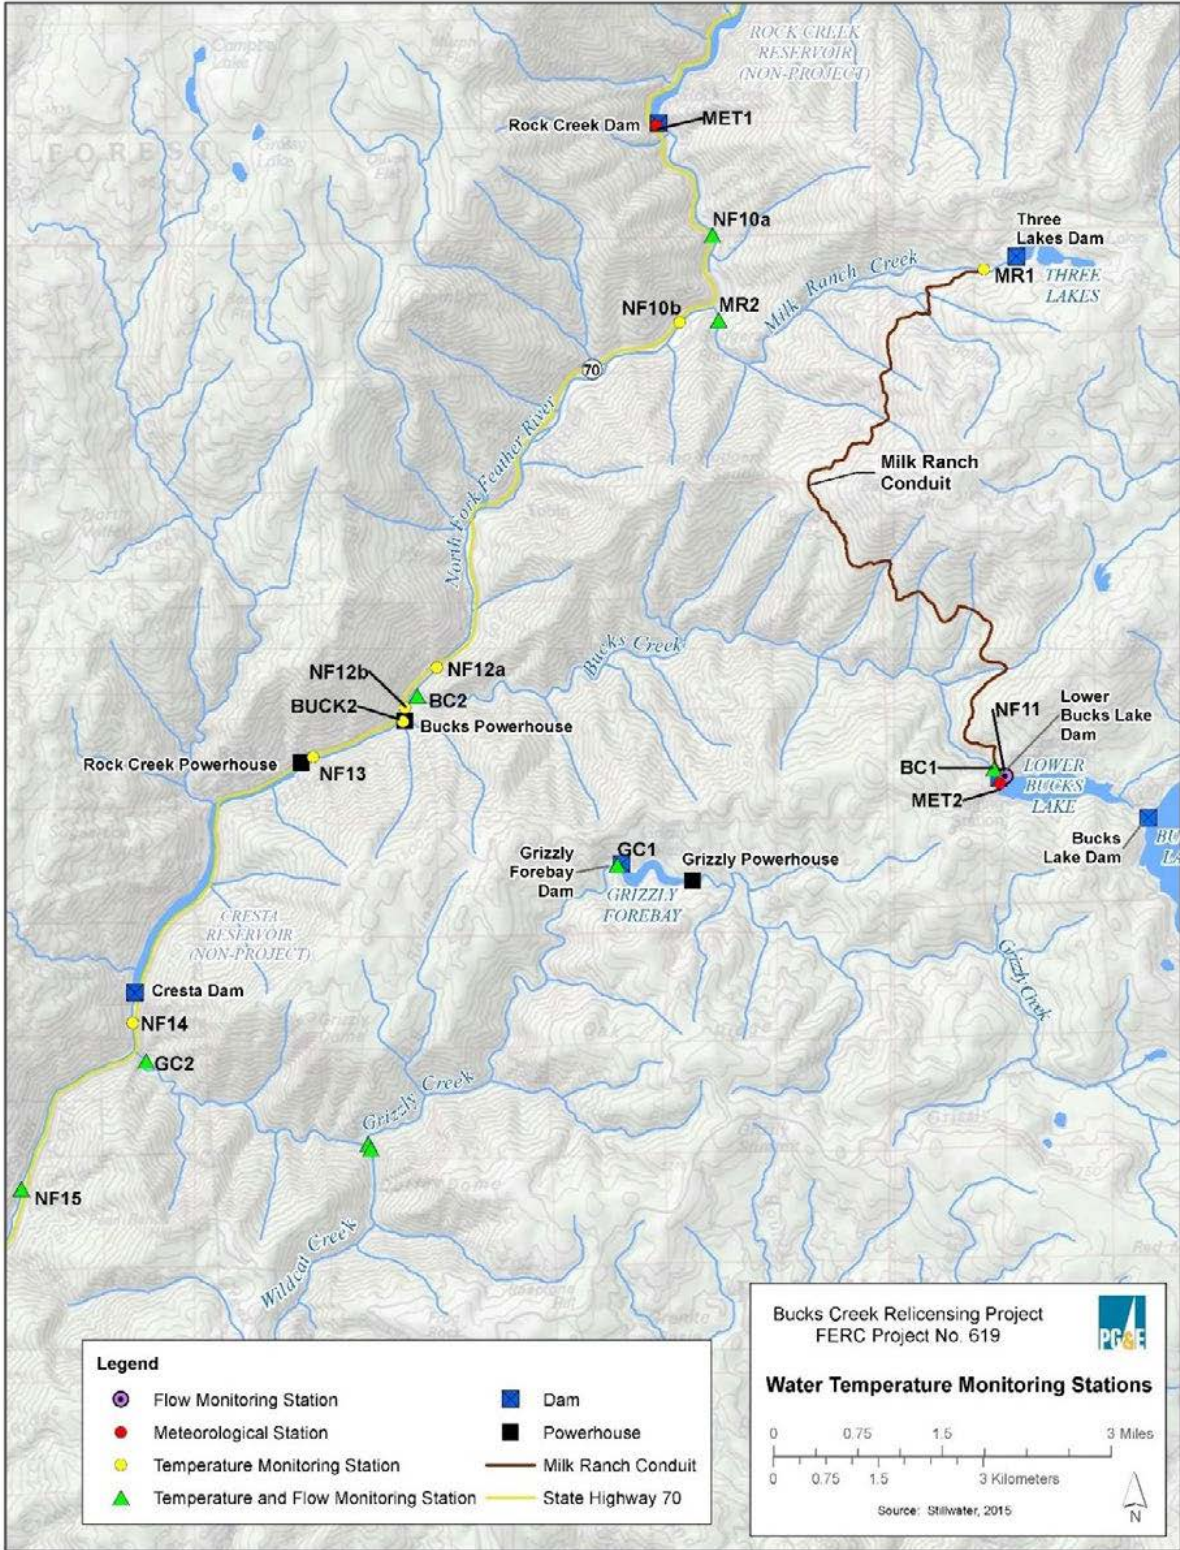 ROCK CREEK
RESERVOIR
(NON-PROJECT)
Rock Creek Dam
MET1
FOREST
NF10a
Three
Lakes Dam
MR1
THREE
LAKES
Milk Ranch Creek
NF10b
MR2
70
North Fork Feather River
Milk Ranch
Conduit
Bucks Creek
NF12b
NF12a
BUCK2
BC2
Bucks Powerhouse
Rock Creek Powerhouse
NF13
NF11
Lower
Bucks Lake
Dam
BC1
LOWER
BUCKS
LAKE
MET2
Bucks
Lake Dam
BU
LA
Grizzly
Forebay
Dam
GC1
Grizzly Powerhouse
GRIZZLY
FOREBAY
CRESTA
RESERVOIR
(NON-PROJECT)
Grizzly Creek
Cresta Dam
NF14
GC2
Grizzly Creek
NF15
Wildcat Creek
Legend
Flow Monitoring Station
Meteorological Station
Temperature Monitoring Station
Temperature and Flow Monitoring Station
Dam
Powerhouse
Milk Ranch Conduit
State Highway 70
Bucks Creek Relicensing Project
FERC Project No. 619
PG&E
Water Temperature Monitoring Stations
0 0.75 1.5 3 Miles
0 0.75 1.5 3 Kilometers
Source: Stillwater, 2015
N